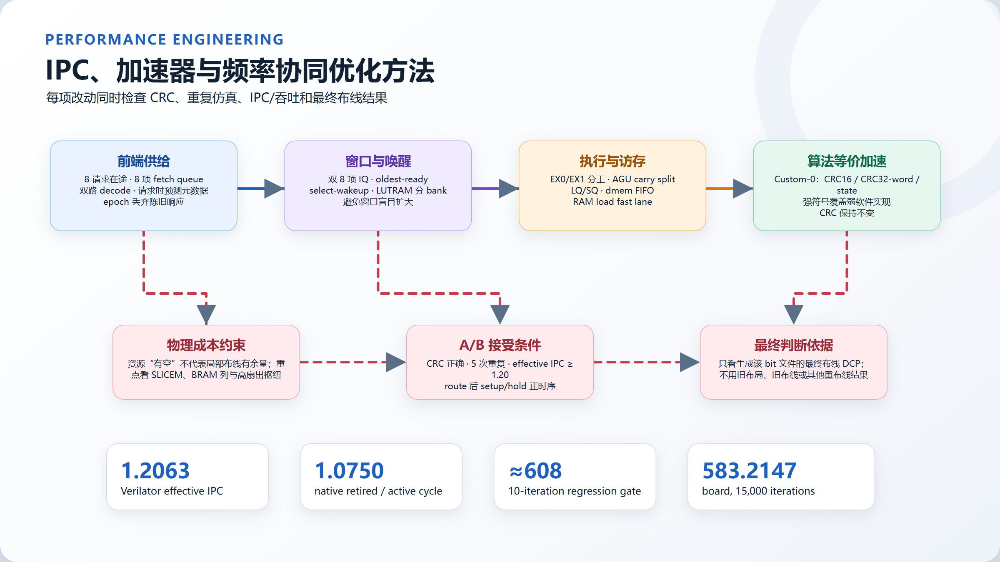 PERFORMANCE ENGINEERING
IPC、加速器与频率协同优化方法
每项改动同时检查 CRC、重复仿真、IPC/吞吐和最终布线结果
前端供给
8 请求在途 · 8 项 fetch queue
双路 decode · 请求时预测元数据
epoch 丢弃陈旧响应
窗口与唤醒
双 8 项 IQ · oldest-ready
select-wakeup · LUTRAM 分 bank
避免窗口盲目扩大
执行与访存
EX0/EX1 分工 · AGU carry split
LQ/SQ · dmem FIFO
RAM load fast lane
算法等价加速
Custom-0：CRC16 / CRC32-word /
state
强符号覆盖弱软件实现
CRC 保持不变
物理成本约束
资源“有空”不代表局部布线有余量；重
点看 SLICEM、BRAM 列与高扇出枢纽
A/B 接受条件
CRC 正确 · 5 次重复 · effective IPC ≥
1.20
route 后 setup/hold 正时序
最终判断依据
只看生成该 bit 文件的最终布线 DCP；
不用旧布局、旧布线或其他重布线结果
1.2063
Verilator effective IPC
1.0750
native retired / active cycle
≈608
10-iteration regression gate
583.2147
board, 15,000 iterations